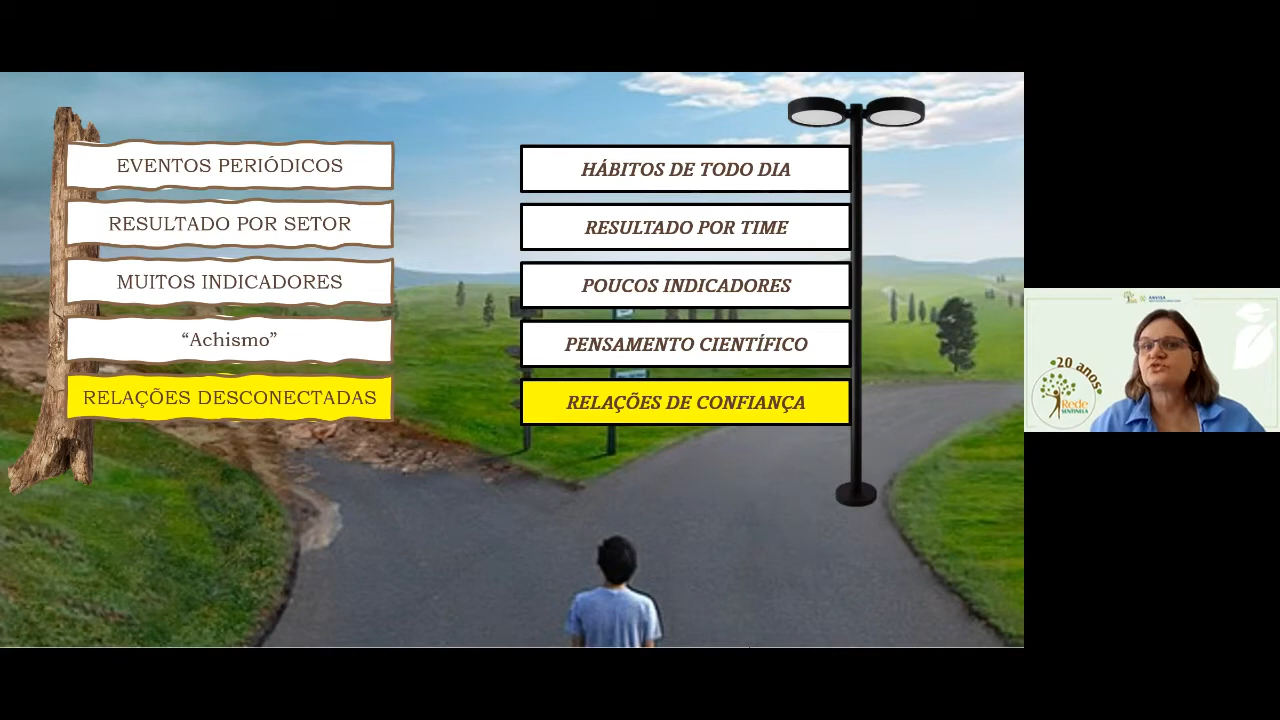 EVENTOS PERIÓDICOS
RESULTADO POR SETOR
MUITOS INDICADORES
“Achismo”
RELAÇÕES DESCONECTADAS
HÁBITOS DE TODO DIA
RESULTADO POR TIME
POUCOS INDICADORES
PENSAMENTO CIENTÍFICO
RELAÇÕES DE CONFIANÇA
ANVISA
20 anos
Rede
SENTINELA